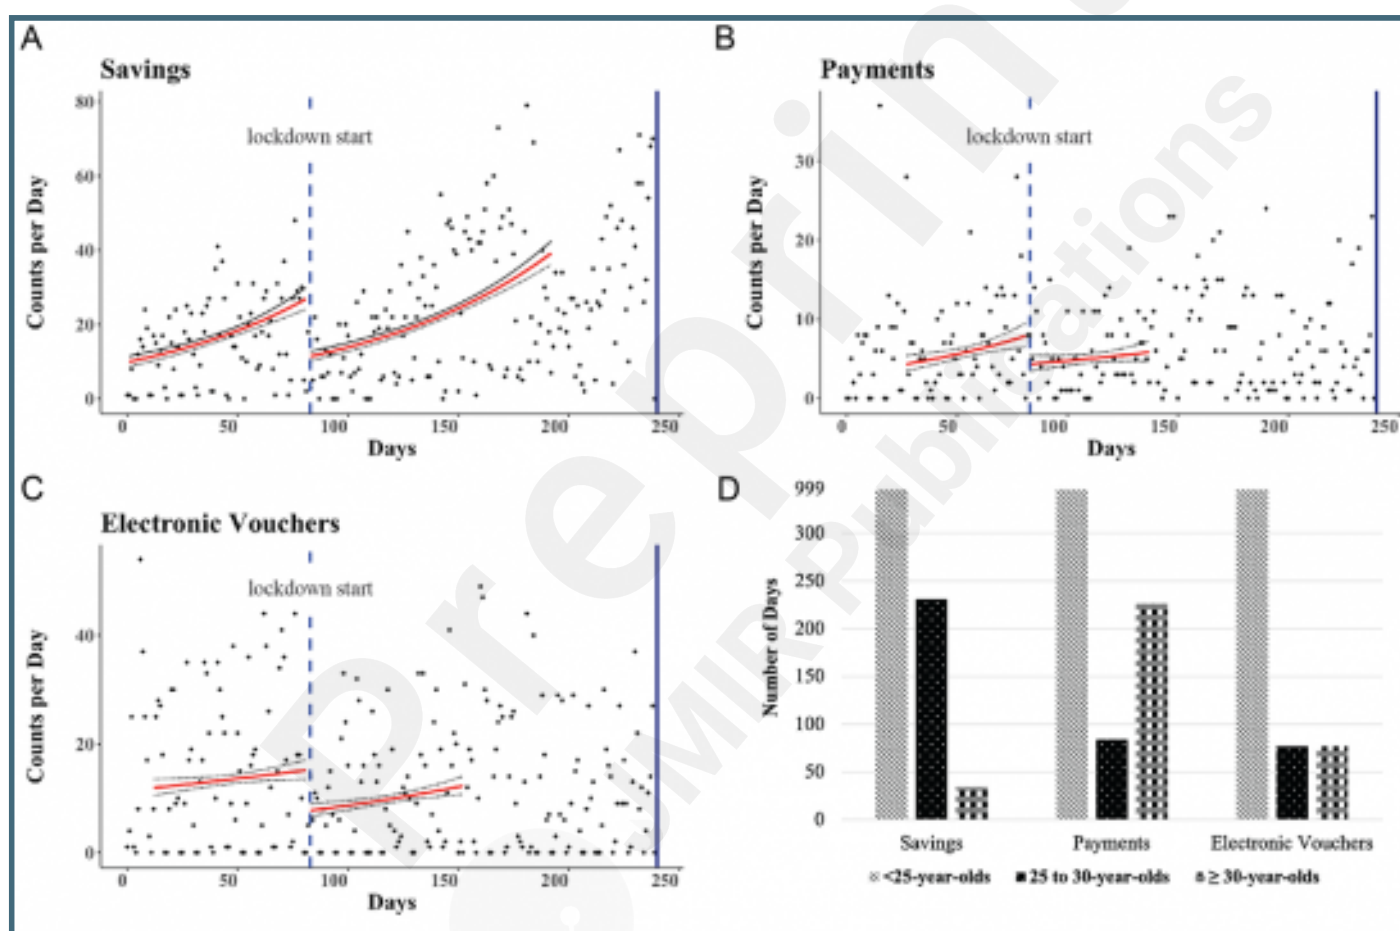 A
Savings
80
60
40
20
0
Counts per Day
lockdown start
0 50 100 150 200 250
Days
B
Payments
30
20
10
0
Counts per Day
lockdown start
0 50 100 150 200 250
Days
C
Electronic Vouchers
40
20
0
Counts per Day
lockdown start
0 50 100 150 200 250
Days
D
999
300
250
200
150
100
50
0
Number of Days
Savings Payments Electronic Vouchers
<25-year-olds 25 to 30-year-olds ≥ 30-year-olds
Preprint
JMIR Publications